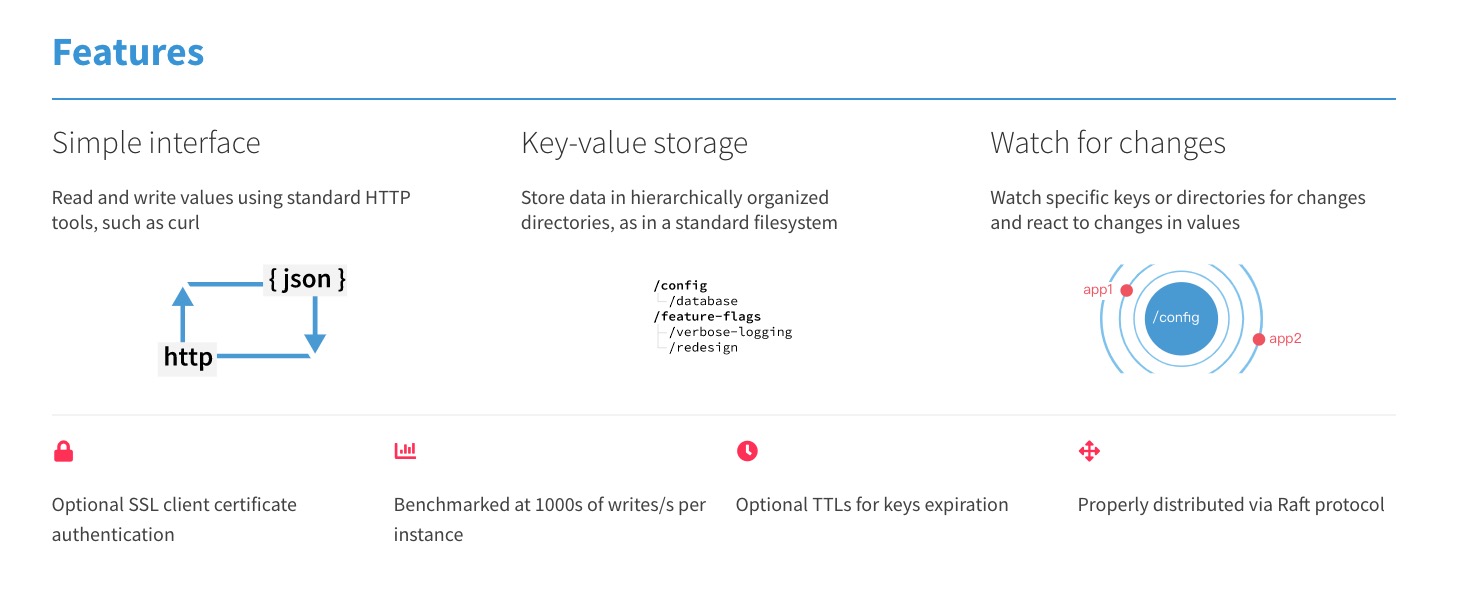 Features
Simple interface
Read and write values using standard HTTP
tools, such as curl
{ json }
http
Key-value storage
Store data in hierarchically organized
directories, as in a standard filesystem
/config
/database
/feature-flags
/verbose-logging
/redesign
Watch for changes
Watch specific keys or directories for changes
and react to changes in values
app1
/config
app2
Optional SSL client certificate
authentication
Benchmarked at 1000s of writes/s per
instance
Optional TTLs for keys expiration
Properly distributed via Raft protocol